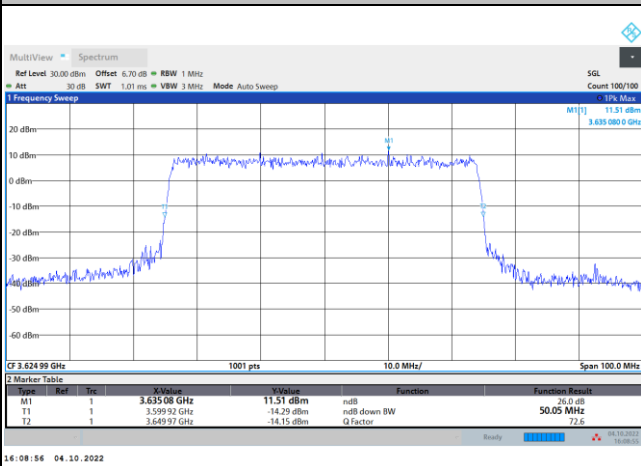 MultiView Spectrum
Ref Level 30.00 dBm Offset 6.70 dB RBW 1 MHz SGL
Att 30 dB SWT 1.01 ms VBW 3 MHz Mode Auto Sweep Count 100/100
1 Frequency Sweep 1Pk Max
M1[1] 11.51 dBm
3.635 080 0 GHz
20 dBm
M1
10 dBm
0 dBm
-10 dBm
-20 dBm
-30 dBm
-40 dBm
-50 dBm
-60 dBm
CF 3.624 99 GHz 1001 pts 10.0 MHz/ Span 100.0 MHz
2 Marker Table
Type Ref Trc X-Value Y-Value Function Function Result
M1 1 3.635 08 GHz 11.51 dBm ndB 26.0 dB
T1 1 3.599 92 GHz -14.29 dBm ndB down BW 50.05 MHz
T2 1 3.649 97 GHz -14.15 dBm Q Factor 72.6
Ready 04.10.2022
16:08:55
16:08:56 04.10.2022